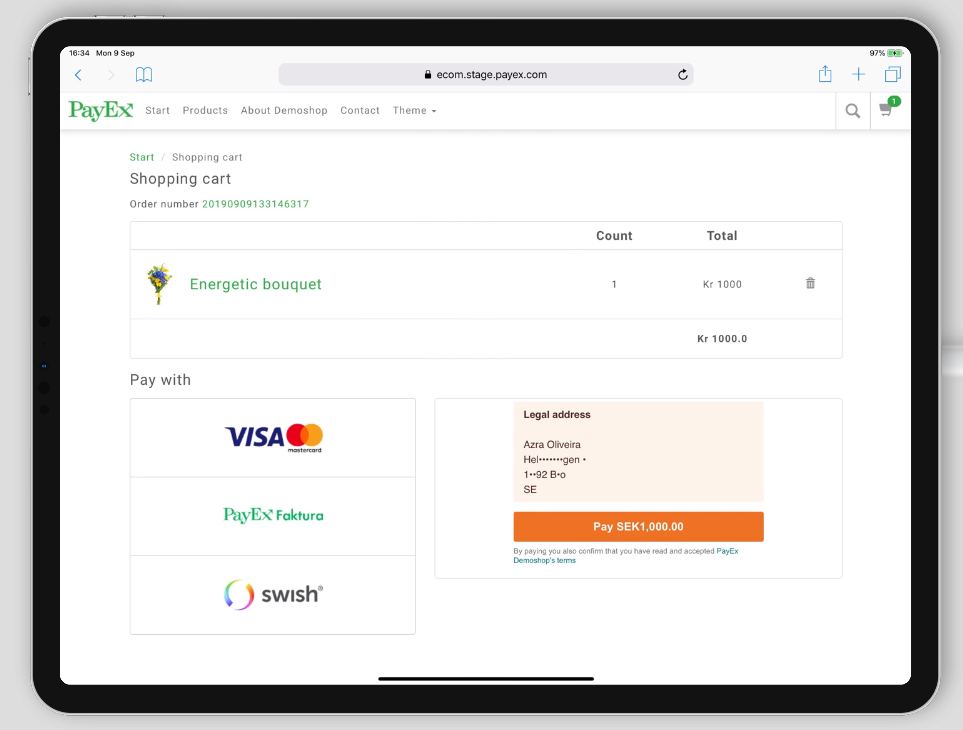 16:34 Mon 9 Sep
97%
ecom.stage.payex.com
PayEx Start Products About Demoshop Contact Theme
1
Start / Shopping cart
Shopping cart
Order number 20190909133146317
Count Total
Energetic bouquet 1 Kr 1000
Kr 1000.0
Pay with
VISA mastercard
PayEx Faktura
swish®
Legal address
Azra Oliveira
Hel•••••••gen •
1••92 B•o
SE
Pay SEK1,000.00
By paying you also confirm that you have read and accepted PayEx
Demoshop's terms